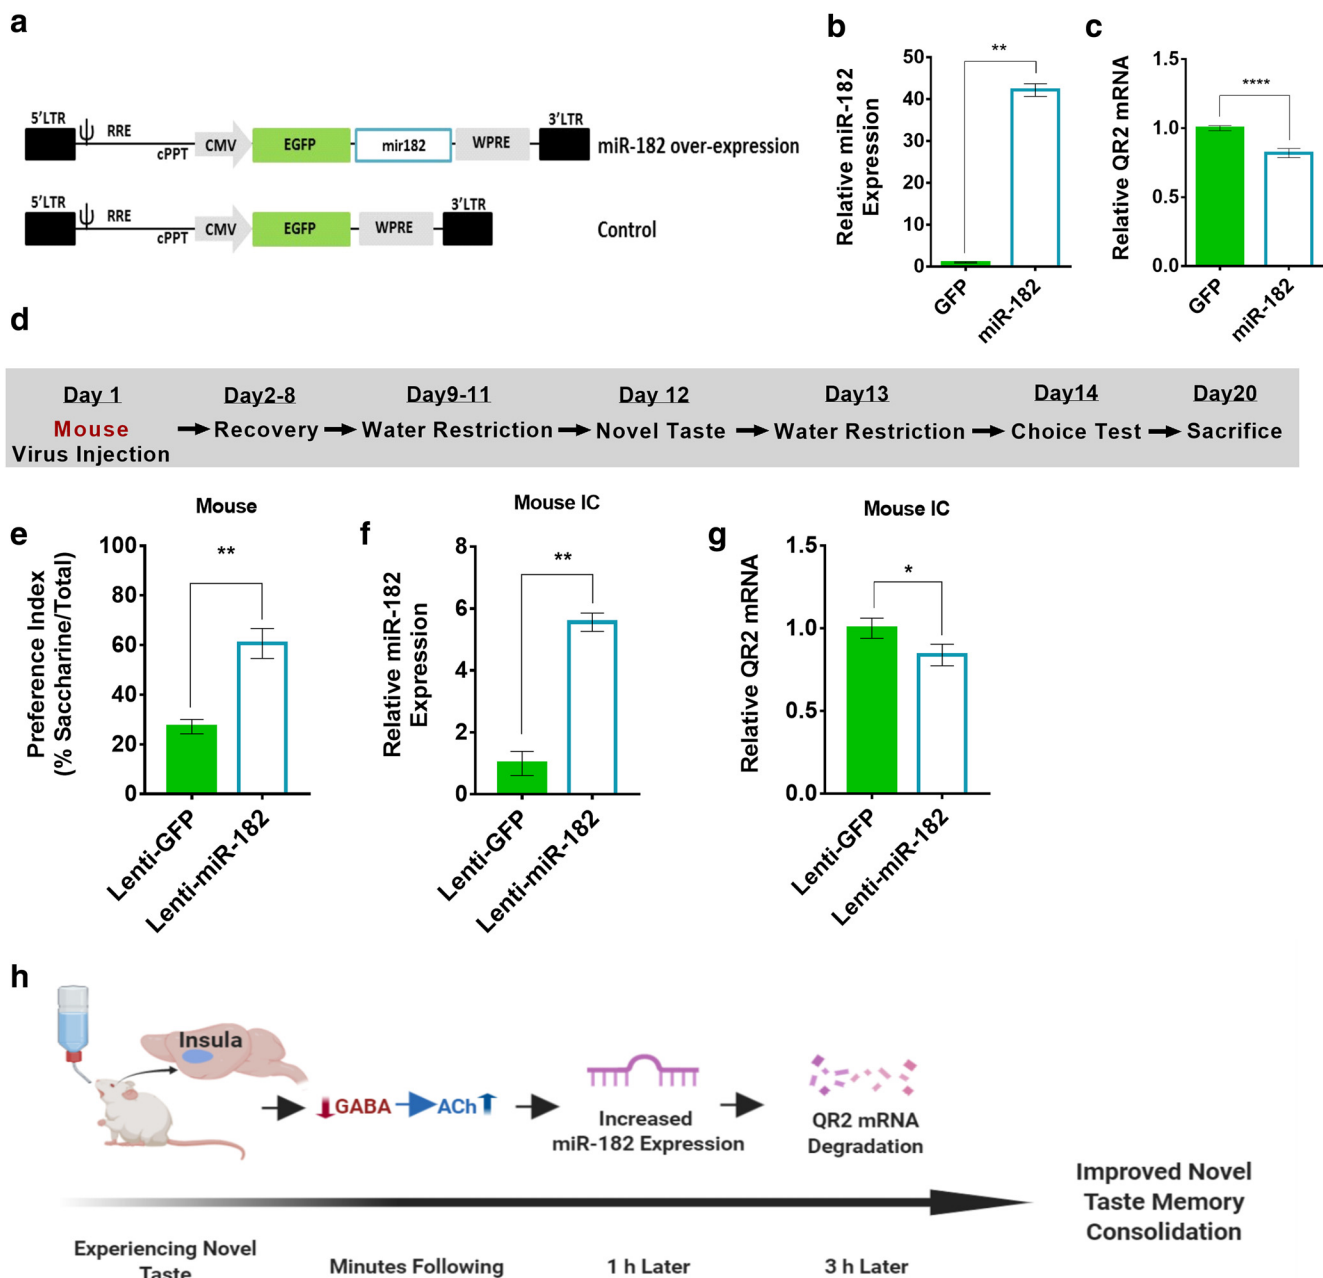 a
5'LTR
ψ
RRE
cPPT
CMV
EGFP
mir182
WPRE
3'LTR
miR-182 over-expression
5'LTR
ψ
RRE
cPPT
CMV
EGFP
WPRE
3'LTR
Control
b
Relative miR-182
Expression
50
40
30
20
10
0
**
GFP
miR-182
c
Relative QR2 mRNA
1.5
1.0
0.5
0.0
****
GFP
miR-182
d
Day 1
Mouse
Virus Injection
Day2-8
Recovery
Day9-11
Water Restriction
Day 12
Novel Taste
Day13
Water Restriction
Day14
Choice Test
Day20
Sacrifice
e
Mouse
Preference Index
(% Saccharine/Total)
100
80
60
40
20
0
**
Lenti-GFP
Lenti-miR-182
f
Mouse IC
Relative miR-182
Expression
8
6
4
2
0
**
Lenti-GFP
Lenti-miR-182
g
Mouse IC
Relative QR2 mRNA
1.5
1.0
0.5
0.0
*
Lenti-GFP
Lenti-miR-182
h
Insula
GABA
ACh
Increased
miR-182 Expression
QR2 mRNA
Degradation
Improved Novel
Taste Memory
Consolidation
Experiencing Novel
Taste
Minutes Following
1 h Later
3 h Later